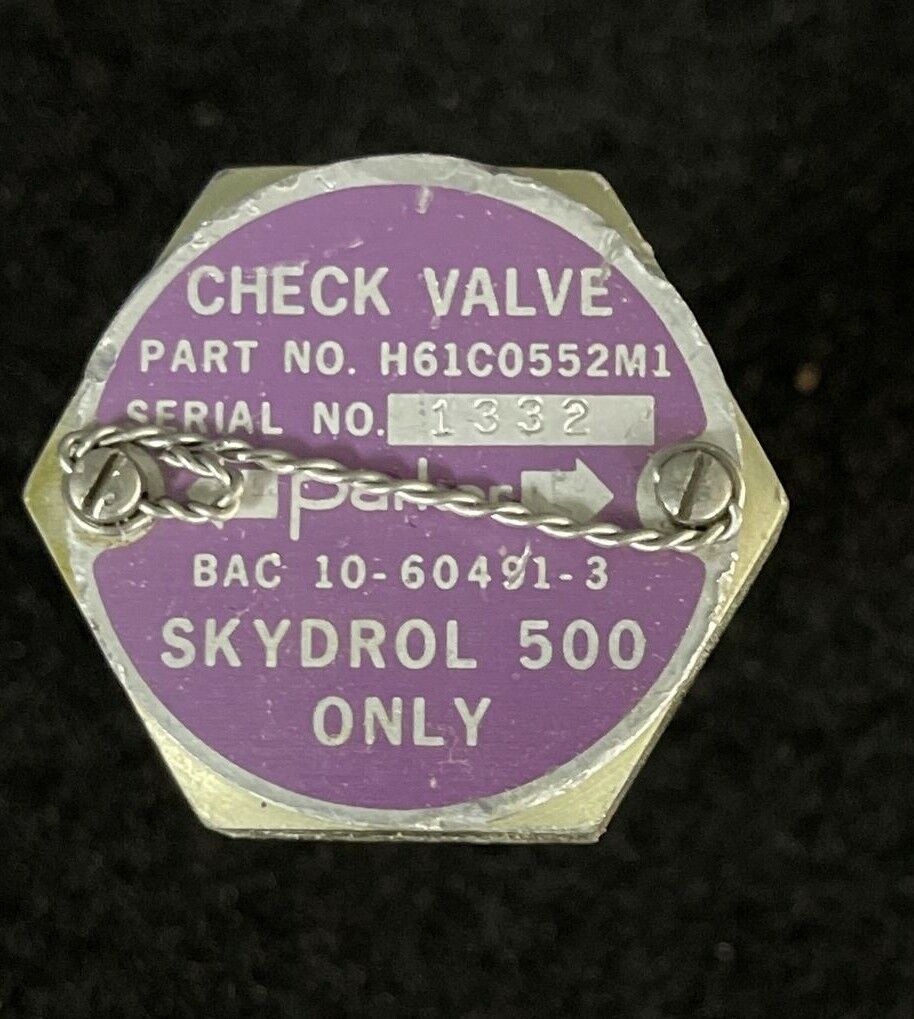 CHECK VALVE
PART NO. H61C0552M1
SERIAL NO. 1332
Parker
BAC 10-60491-3
SKYDROL 500
ONLY